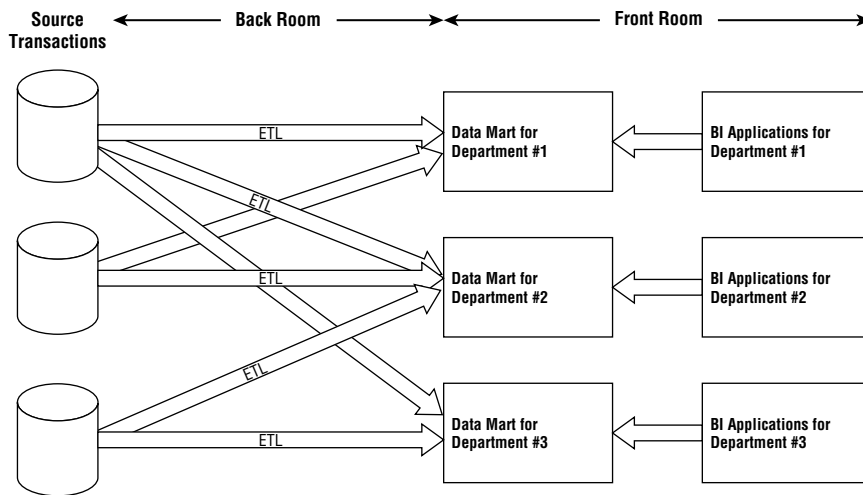 Source
Transactions
Back Room
Front Room
ETL
Data Mart for
Department #1
BI Applications for
Department #1
ETL
ETL
Data Mart for
Department #2
BI Applications for
Department #2
ETL
ETL
Data Mart for
Department #3
BI Applications for
Department #3